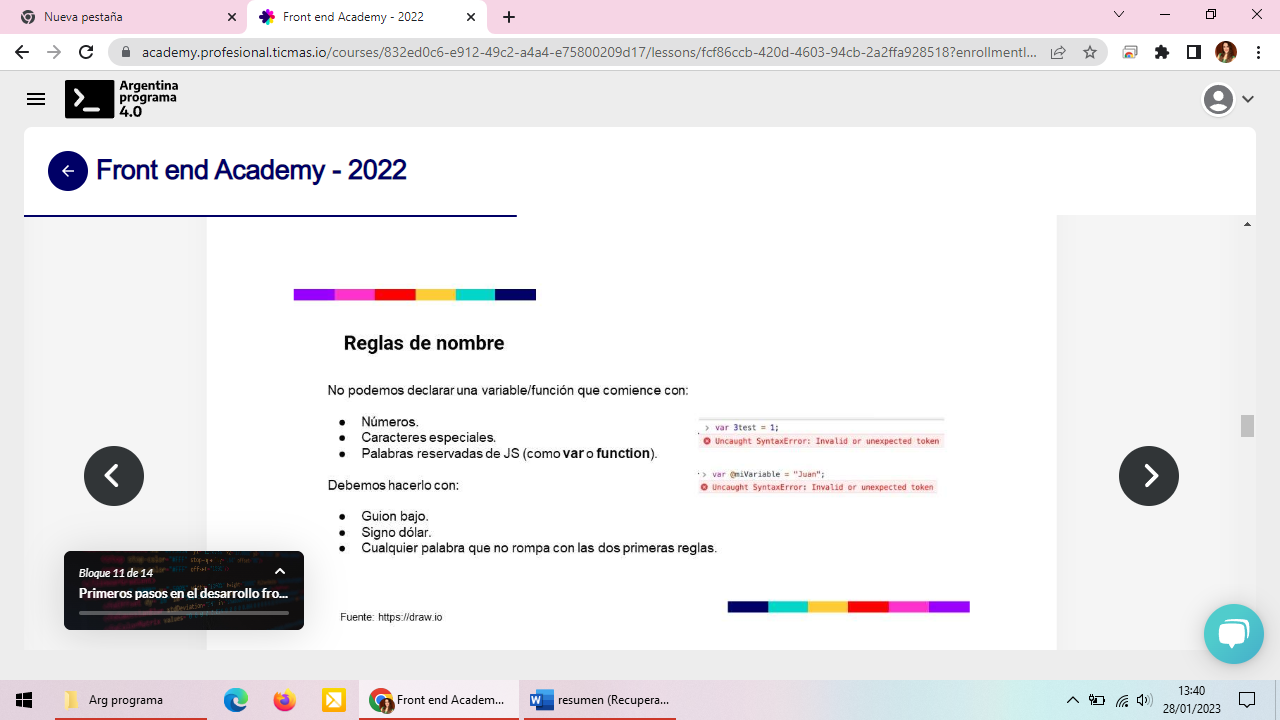 Nueva pestaña
Front end Academy - 2022
academy.profesional.ticmas.io/courses/832ed0c6-e912-49c2-a4a4-e75800209d17/lessons/fcf86ccb-420d-4603-94cb-2a2ffa928518?enrollmentI...
Argentina
programa
4.0
Front end Academy - 2022
Reglas de nombre
No podemos declarar una variable/función que comience con:
● Números.
● Caracteres especiales.
● Palabras reservadas de JS (como var o function).
> var 3test = 1;
Uncaught SyntaxError: Invalid or unexpected token
> var @miVariable = "Juan";
Uncaught SyntaxError: Invalid or unexpected token
Debemos hacerlo con:
● Guion bajo.
● Signo dólar.
● Cualquier palabra que no rompa con las dos primeras reglas.
Fuente: https://draw.io
Bloque 11 de 14
Primeros pasos en el desarrollo fro...
Arg programa
Front end Academ...
resumen (Recupera...
13:40
28/01/2023